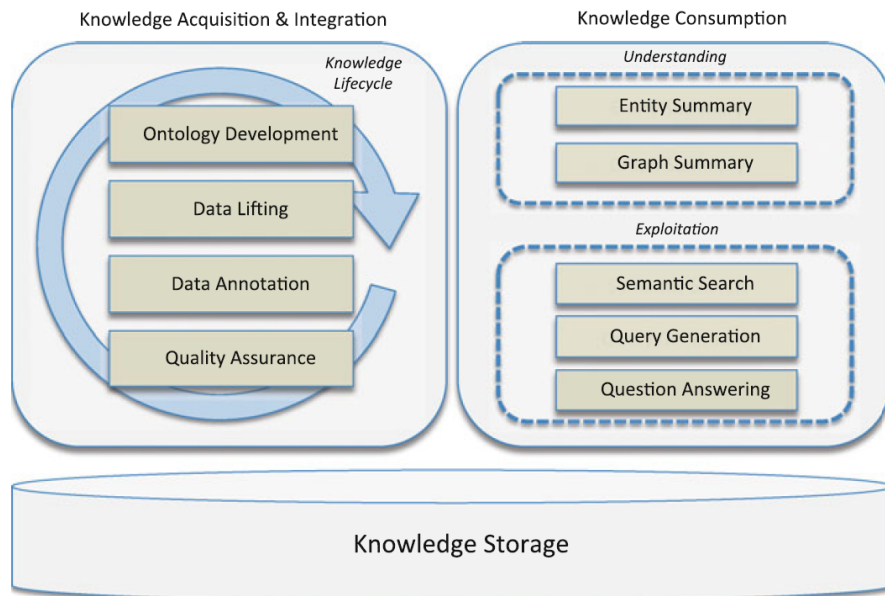 Knowledge Acquisition & Integration
Knowledge
Lifecycle
Ontology Development
Data Lifting
Data Annotation
Quality Assurance
Knowledge Consumption
Understanding
Entity Summary
Graph Summary
Exploitation
Semantic Search
Query Generation
Question Answering
Knowledge Storage